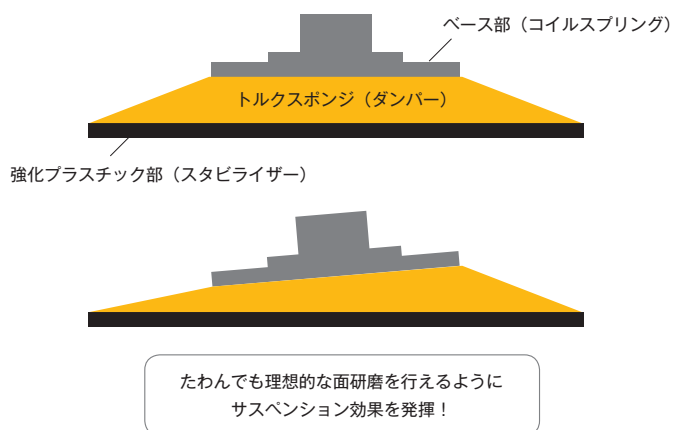 ベース部（コイルスプリング）
トルクスポンジ（ダンパー）
強化プラスチック部（スタビライザー）
たわんでも理想的な面研磨を行えるように
サスペンション効果を発揮！